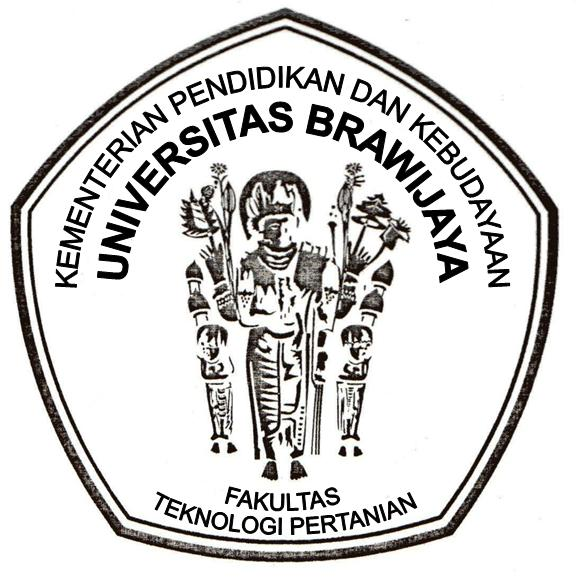 KEMENTERIAN PENDIDIKAN DAN KEBUDAYAAN
UNIVERSITAS BRAWIJAYA
FAKULTAS
TEKNOLOGI PERTANIAN